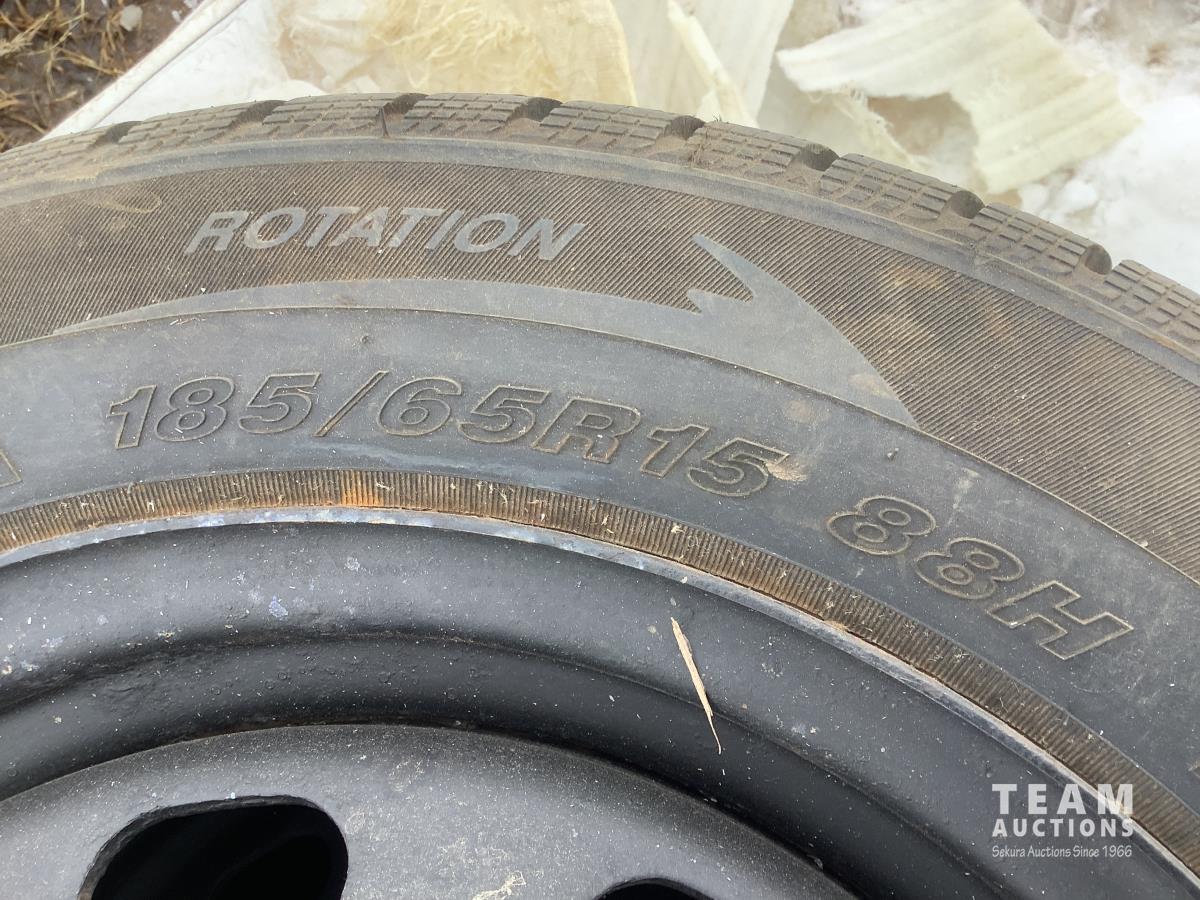 ROTATION
185/65R15 88H
TEAM
AUCTIONS
Sekura Auctions Since 1966